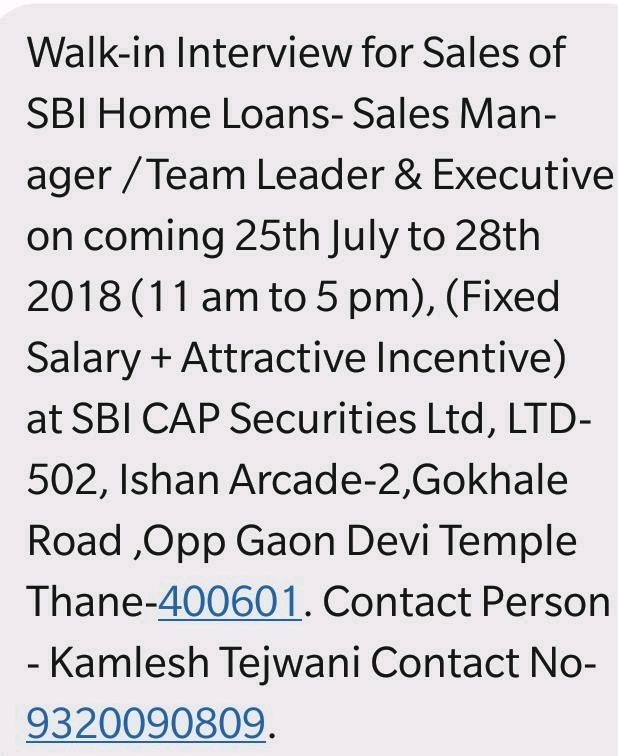 Walk-in Interview for Sales of
SBI Home Loans- Sales Man-
ager /Team Leader & Executive
on coming 25th July to 28th
2018 (11 am to 5 pm), (Fixed
Salary + Attractive Incentive)
at SBI CAP Securities Ltd, LTD-
502, Ishan Arcade-2,Gokhale
Road ,Opp Gaon Devi Temple
Thane-400601. Contact Person
- Kamlesh Tejwani Contact No-
9320090809.